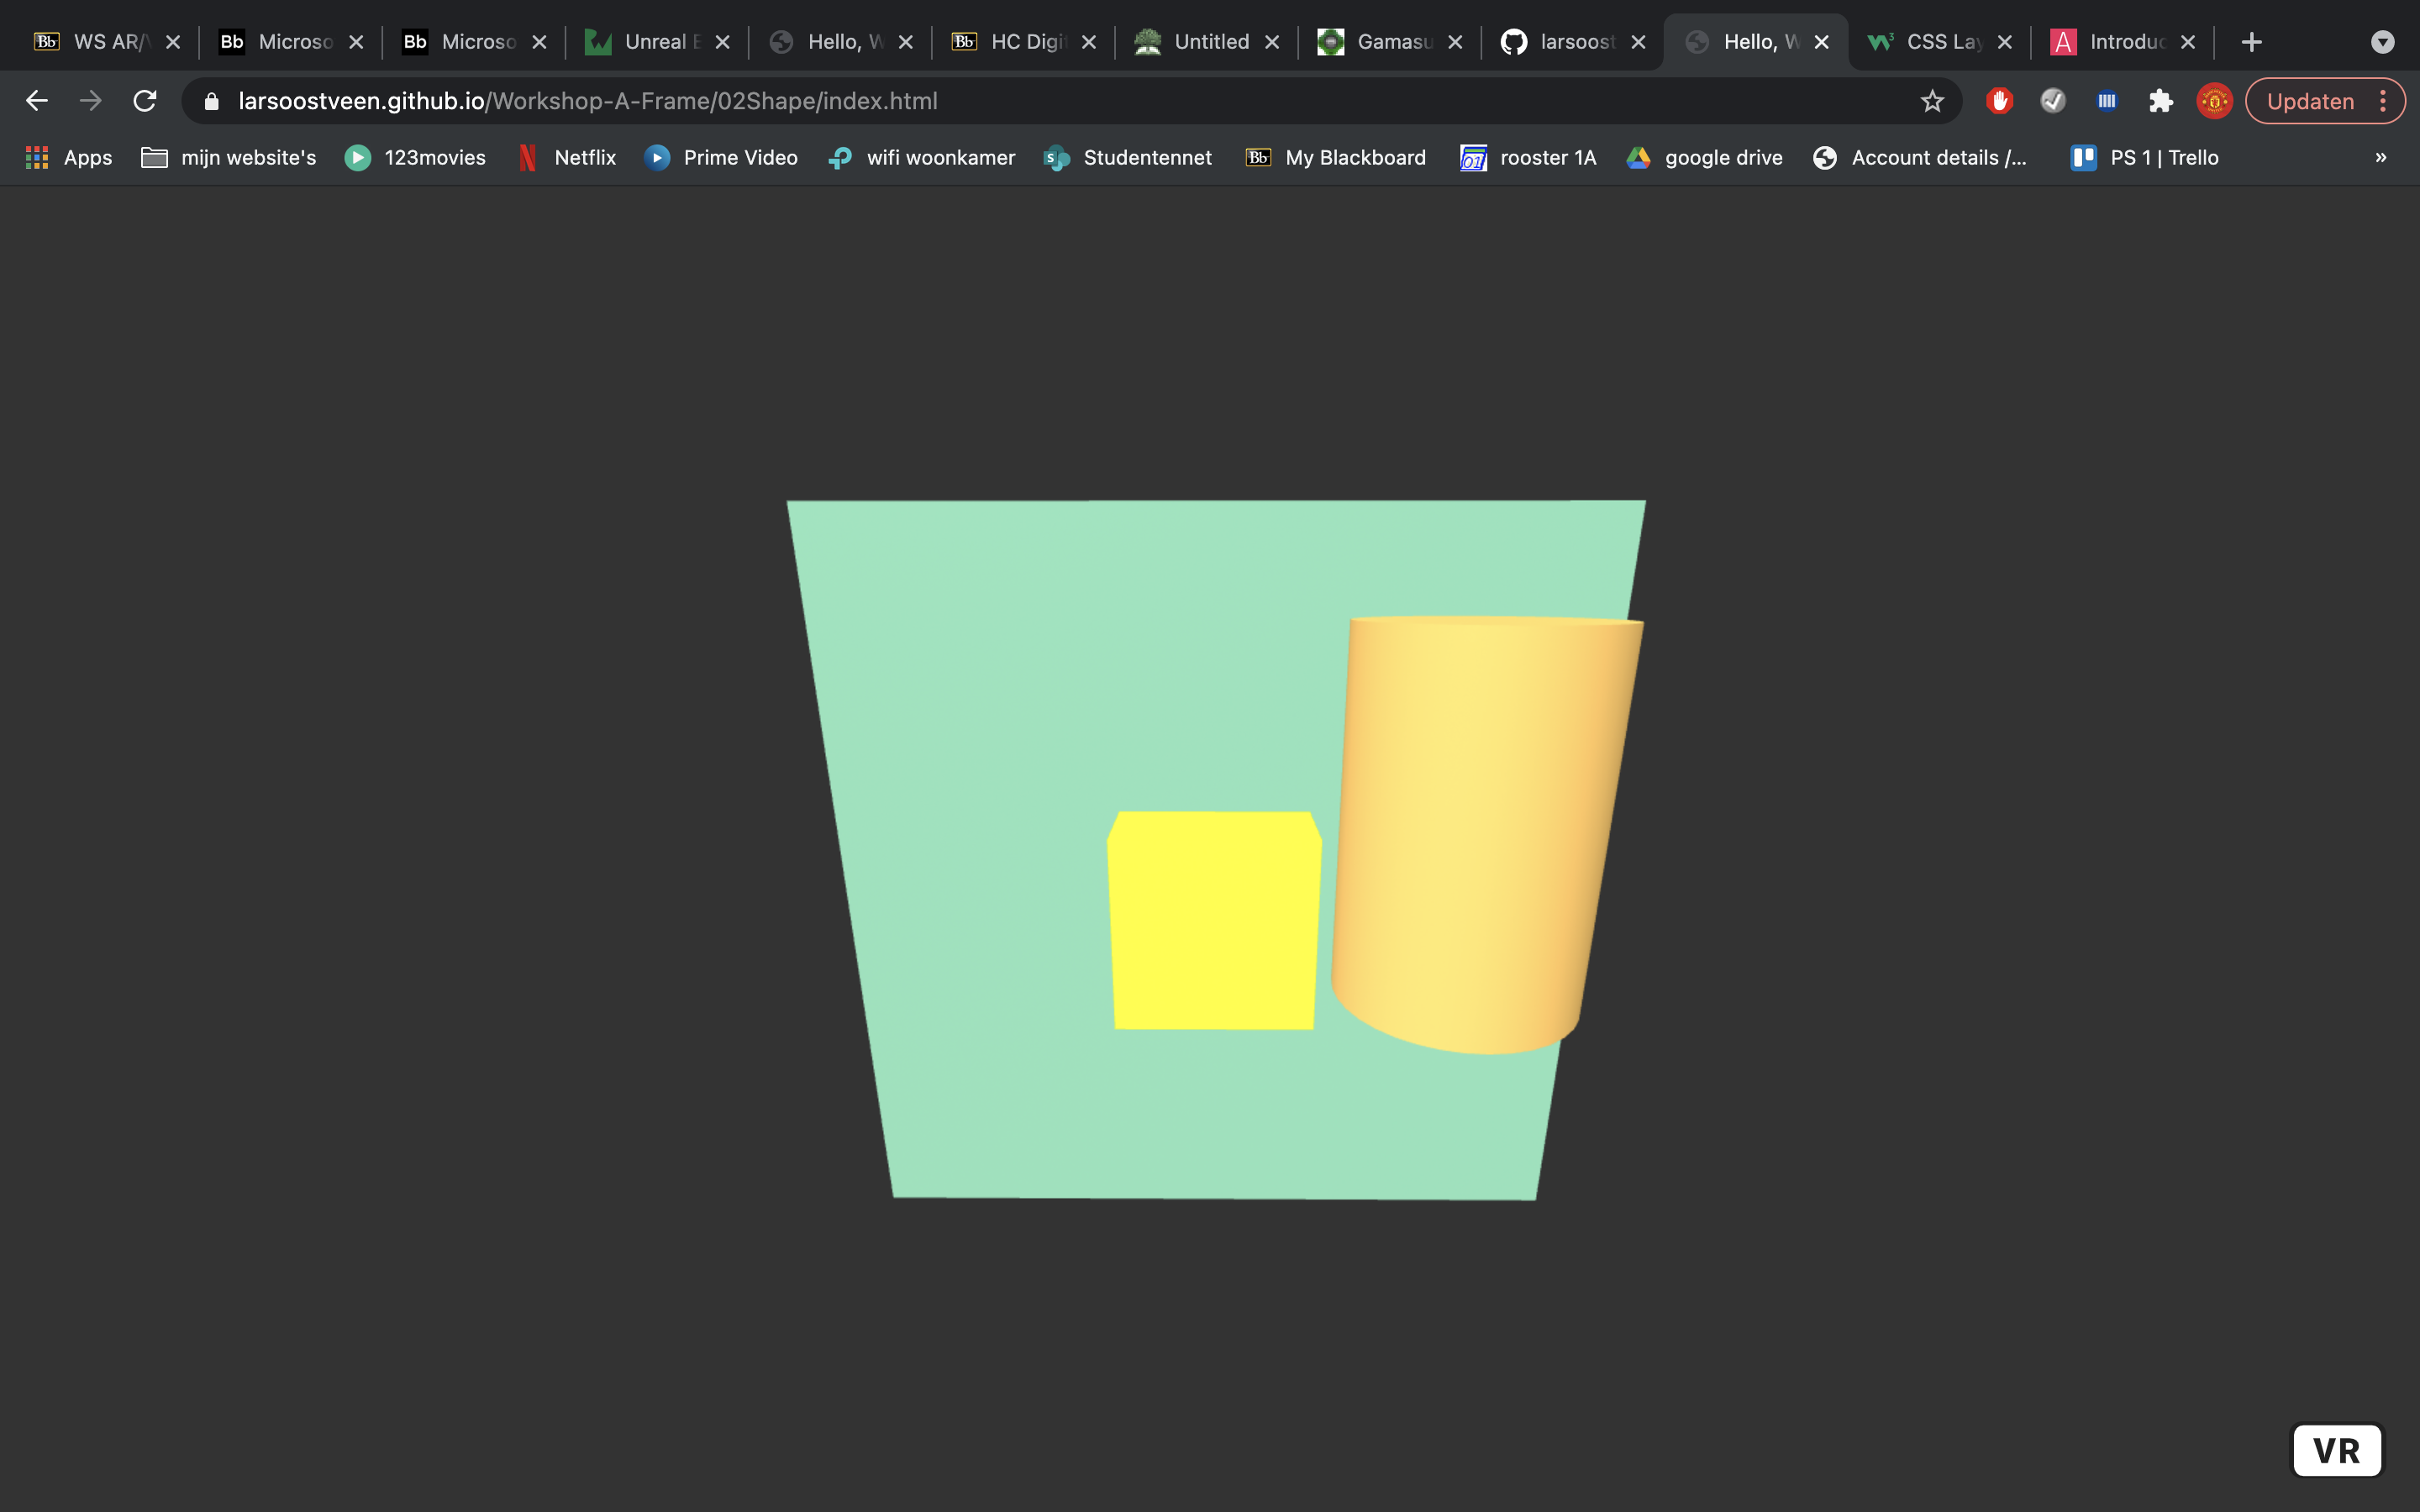 WS AR/V Microso Microso Unreal E Hello, W HC Digi Untitled Gamasu larsoost Hello, W CSS Lay Introduc
larsoostveen.github.io/Workshop-A-Frame/02Shape/index.html Updaten
Apps mijn website's 123movies Netflix Prime Video wifi woonkamer Studentennet My Blackboard rooster 1A google drive Account details /... PS 1 | Trello »
VR